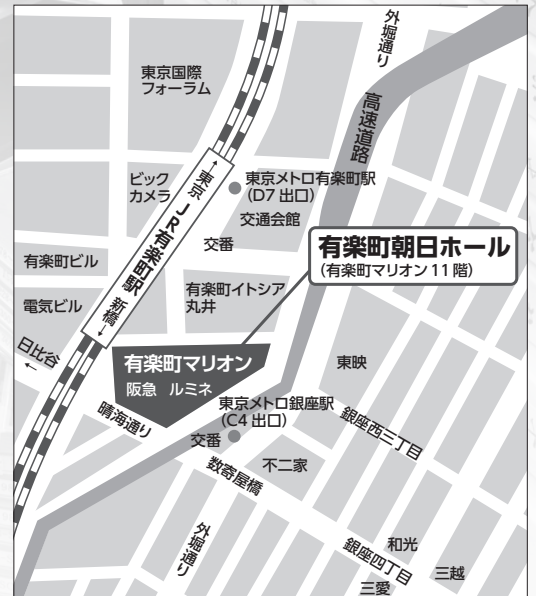 外堀通り
東京国際
フォーラム
高速道路
ビック
カメラ
←東京 JR有楽町駅 新橋→
東京メトロ有楽町駅
(D7 出口)
交通会館
交番
有楽町朝日ホール
(有楽町マリオン 11 階)
有楽町ビル
有楽町イトシア
丸井
電気ビル
日比谷
←
有楽町マリオン
阪急 ルミネ
東映
晴海通り
東京メトロ銀座駅
(C4 出口)
交番
銀座西三丁目
不二家
数寄屋橋
外堀通り
和光
銀座四丁目
三越
三愛